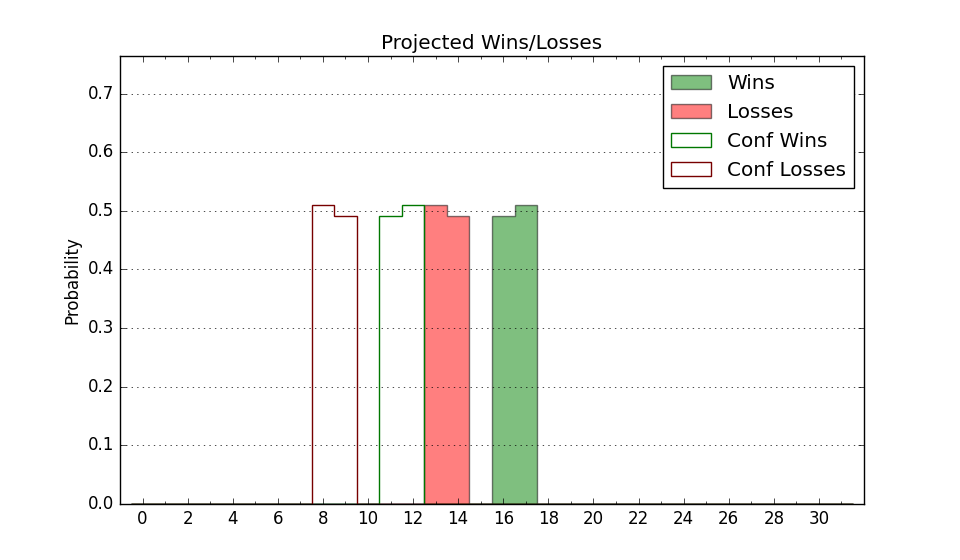 Projected Wins/Losses
Wins
Losses
Conf Wins
Conf Losses
Probability
0.7
0.6
0.5
0.4
0.3
0.2
0.1
0.0
0 2 4 6 8 10 12 14 16 18 20 22 24 26 28 30